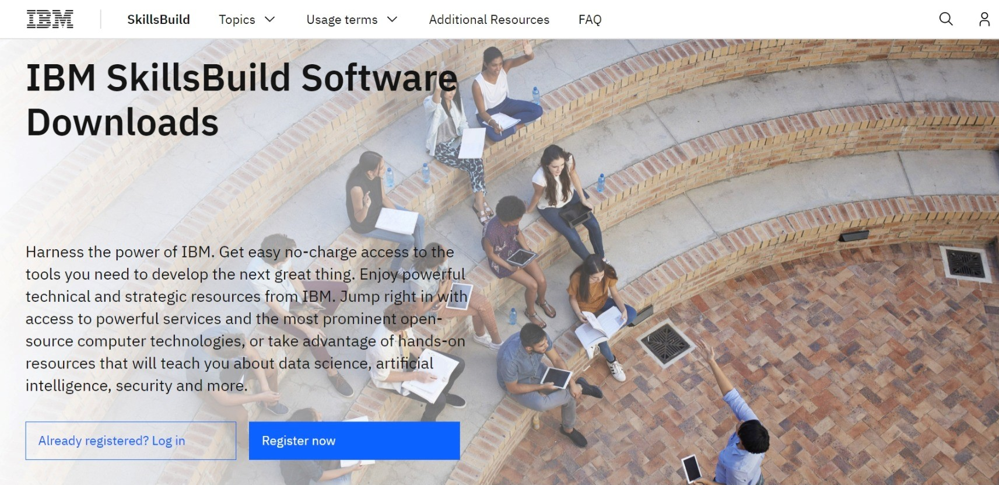 IBM
SkillsBuild
Topics
Usage terms
Additional Resources
FAQ
IBM SkillsBuild Software
Downloads
Harness the power of IBM. Get easy no-charge access to the
tools you need to develop the next great thing. Enjoy powerful
technical and strategic resources from IBM. Jump right in with
access to powerful services and the most prominent open-
source computer technologies, or take advantage of hands-on
resources that will teach you about data science, artificial
intelligence, security and more.
Already registered? Log in
Register now